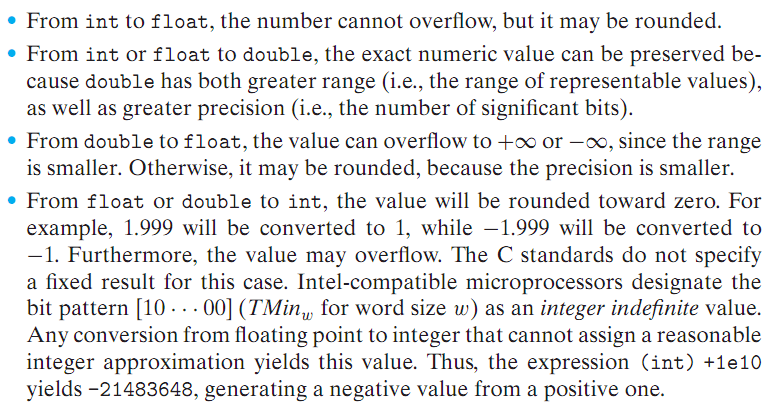 • From int to float, the number cannot overflow, but it may be rounded.
• From int or float to double, the exact numeric value can be preserved be-
cause double has both greater range (i.e., the range of representable values),
as well as greater precision (i.e., the number of significant bits).
• From double to float, the value can overflow to +∞ or −∞, since the range
is smaller. Otherwise, it may be rounded, because the precision is smaller.
• From float or double to int, the value will be rounded toward zero. For
example, 1.999 will be converted to 1, while −1.999 will be converted to
−1. Furthermore, the value may overflow. The C standards do not specify
a fixed result for this case. Intel-compatible microprocessors designate the
bit pattern [10 · · · 00] (TMinw for word size w) as an integer indefinite value.
Any conversion from floating point to integer that cannot assign a reasonable
integer approximation yields this value. Thus, the expression (int) +1e10
yields -21483648, generating a negative value from a positive one.